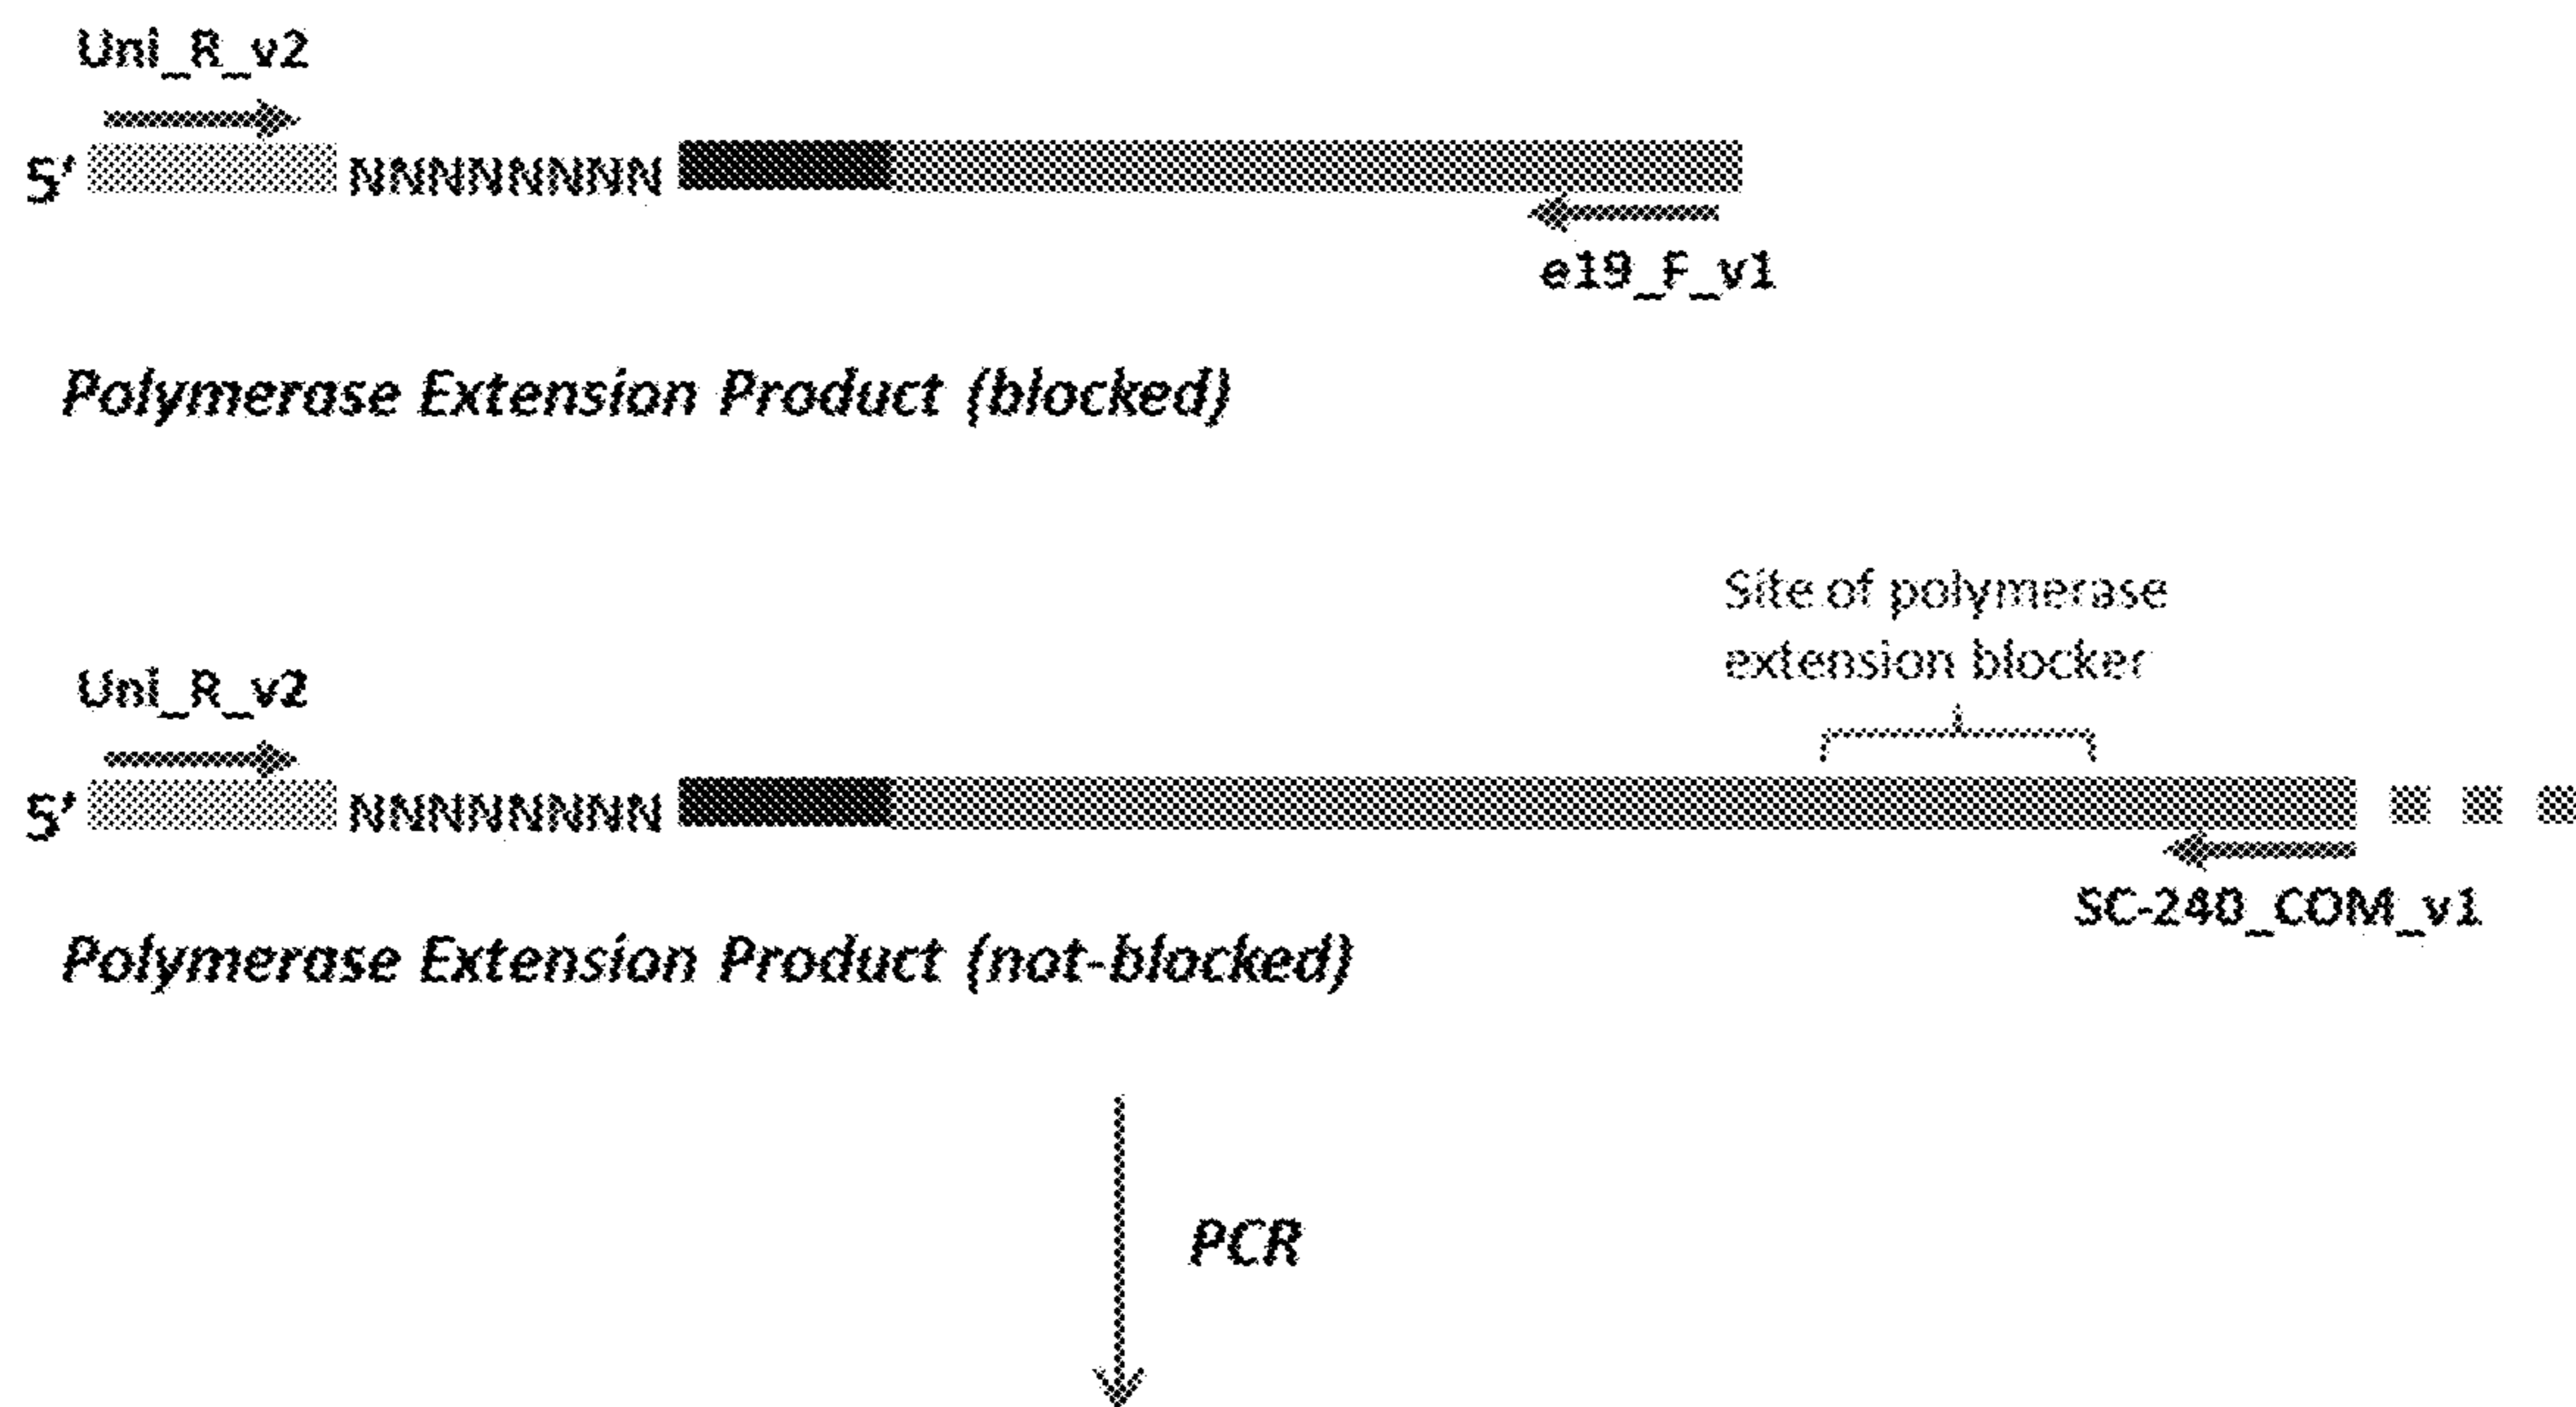 Uni_R_v2
5' NNNNNNNN
e19_F_v1
Polymerase Extension Product (blocked)
Site of polymerase
extension blocker
Uni_R_v2
5' NNNNNNNN
SC-240_COM_v1
Polymerase Extension Product (not-blocked)
PCR